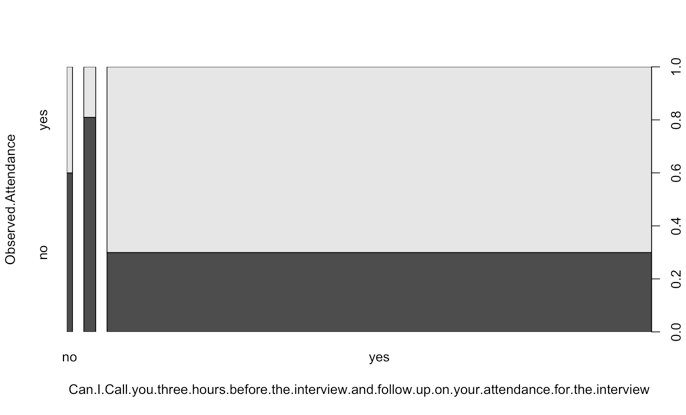 Observed.Attendance
yes
no
1.0
0.8
0.6
0.4
0.2
0.0
no
yes
Can.I.Call.you.three.hours.before.the.interview.and.follow.up.on.your.attendance.for.the.interview